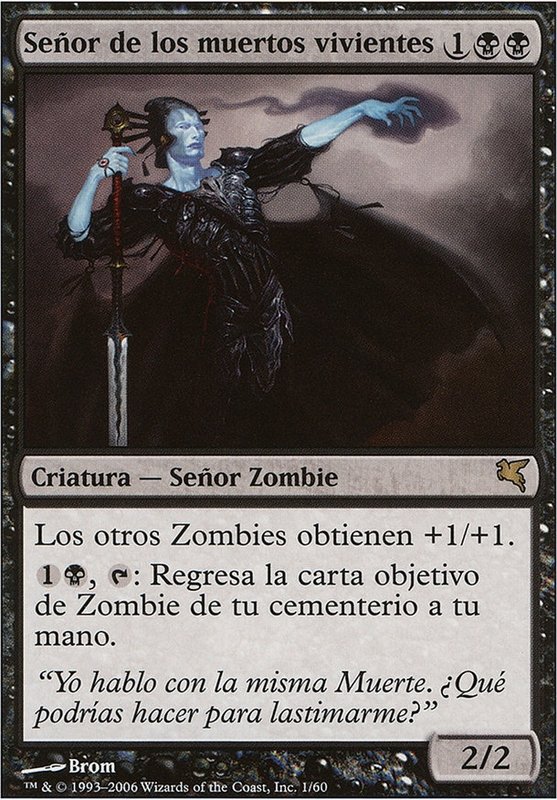 Señor de los muertos vivientes 1
Criatura — Señor Zombie
Los otros Zombies obtienen +1/+1.
1, : Regresa la carta objetivo
de Zombie de tu cementerio a tu
mano.
“Yo hablo con la misma Muerte. ¿Qué
podrías hacer para lastimarme?”
2/2
Brom
™ & © 1993–2006 Wizards of the Coast, Inc. 1/60